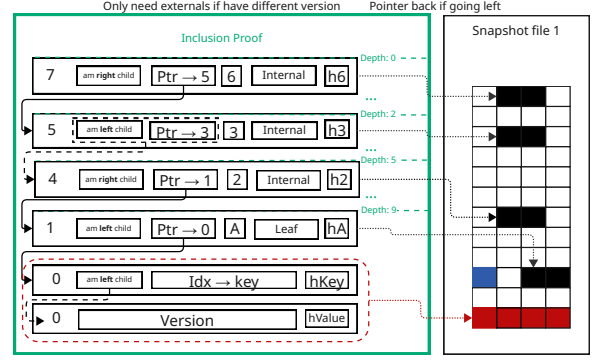 Only need externals if have different version
Pointer back if going left
Inclusion Proof
Snapshot file 1
Depth: 0
7 am right child Ptr → 5 6 Internal h6
...
Depth: 2
5 am left child Ptr → 3 3 Internal h3
...
Depth: 5
4 am right child Ptr → 1 2 Internal h2
...
Depth: 9
1 am left child Ptr → 0 A Leaf hA
0 am left child Idx → key hKey
0 Version hValue